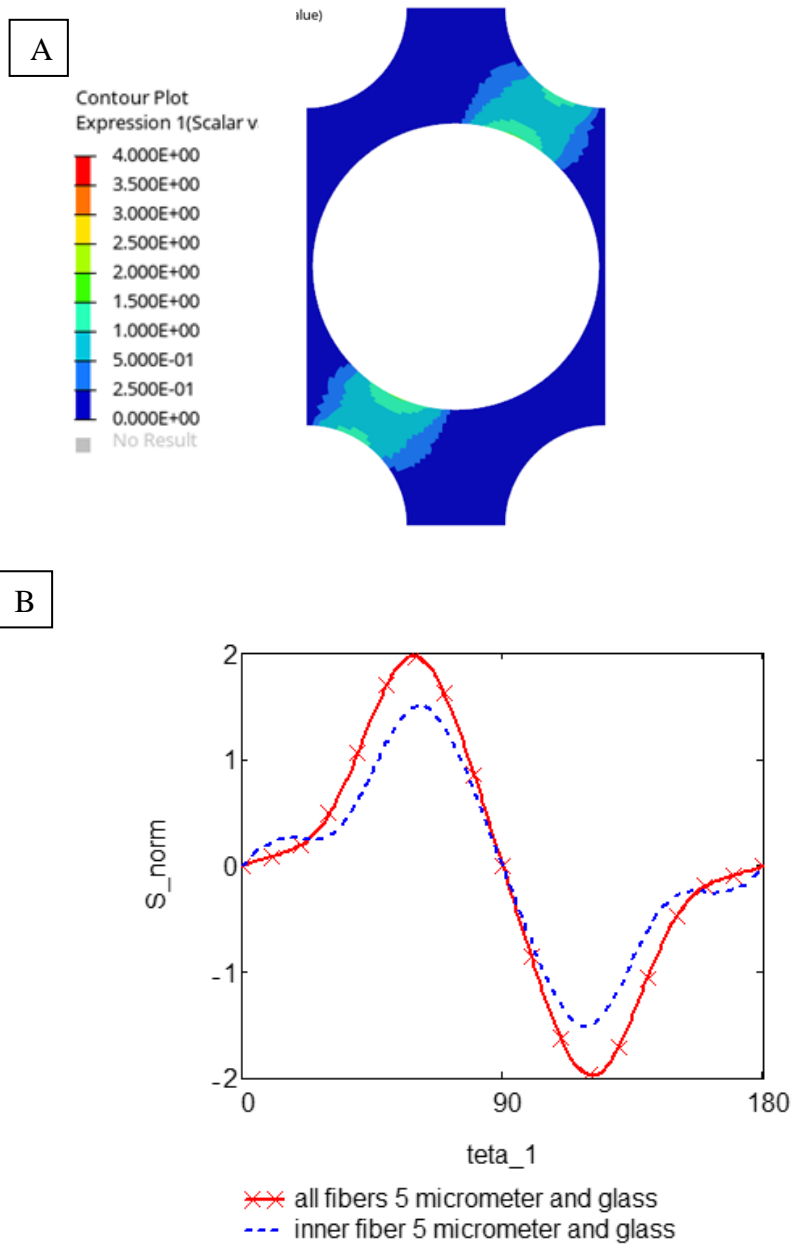 A
alue)
Contour Plot
Expression 1(Scalar v
4.000E+00
3.500E+00
3.000E+00
2.500E+00
2.000E+00
1.500E+00
1.000E+00
5.000E-01
2.500E-01
0.000E+00
No Result
B
2
1
0
-1
-2
S_norm
0
90
180
teta_1
all fibers 5 micrometer and glass
inner fiber 5 micrometer and glass